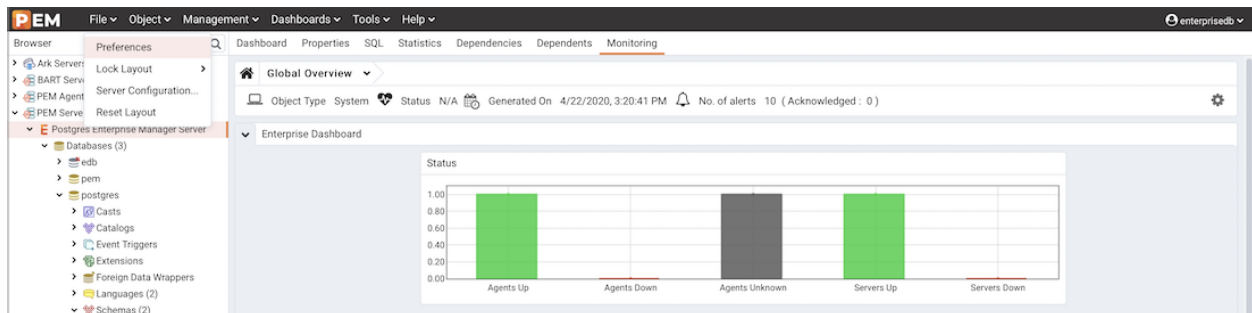 PEM File Object Management Dashboards Tools Help enterprisedb
Browser
Preferences
Lock Layout
Server Configuration...
Reset Layout
Ark Servers
BART Serv
PEM Agent
PEM Serve
Postgres Enterprise Manager Server
Databases (3)
edb
pem
postgres
Casts
Catalogs
Event Triggers
Extensions
Foreign Data Wrappers
Languages (2)
Schemas (2)
Dashboard Properties SQL Statistics Dependencies Dependents Monitoring
Global Overview
Object Type System Status N/A Generated On 4/22/2020, 3:20:41 PM No. of alerts 10 (Acknowledged : 0)
Enterprise Dashboard
Status
1.00
0.80
0.60
0.40
0.20
0.00
Agents Up Agents Down Agents Unknown Servers Up Servers Down